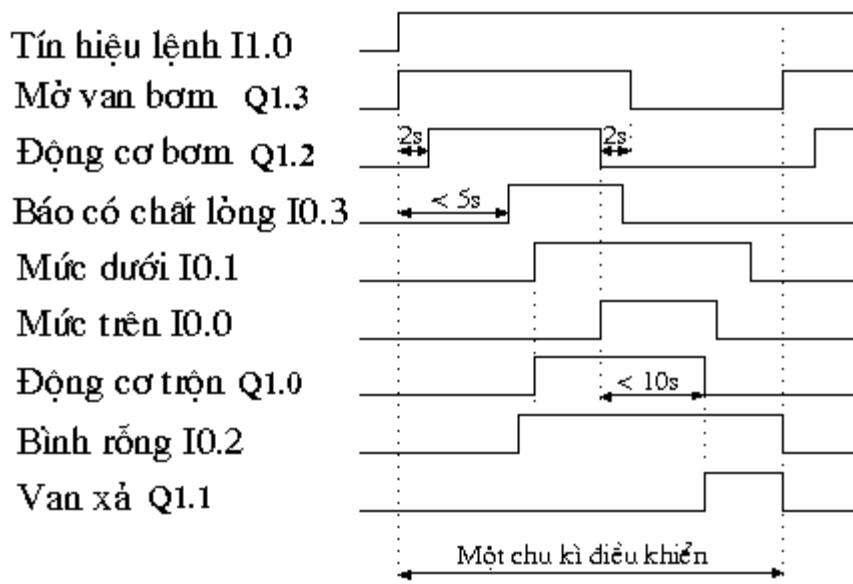 Tín hiệu lệnh I1.0
Mở van bơm Q1.3
Động cơ bơm Q1.2
2s
2s
Báo có chất lỏng I0.3
< 5s
Mức dưới I0.1
Mức trên I0.0
Động cơ trộn Q1.0
< 10s
Bình rỗng I0.2
Van xả Q1.1
Một chu kì điều khiển